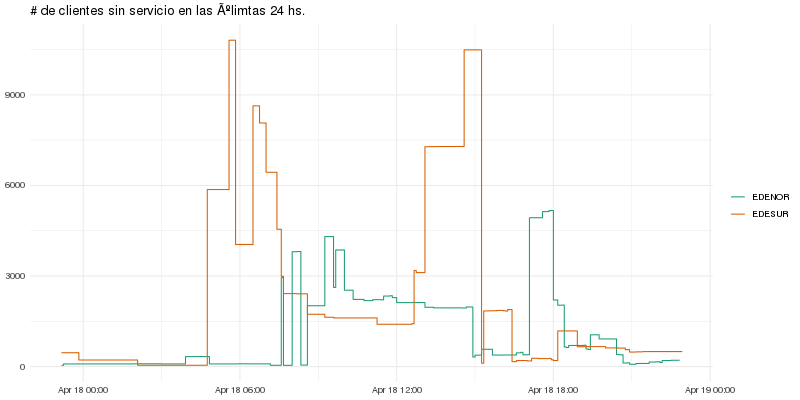 # de clientes sin servicio en las Ãºlimtas 24 hs.
9000
6000
3000
0
Apr 18 00:00
Apr 18 06:00
Apr 18 12:00
Apr 18 18:00
Apr 19 00:00
EDENOR
EDESUR